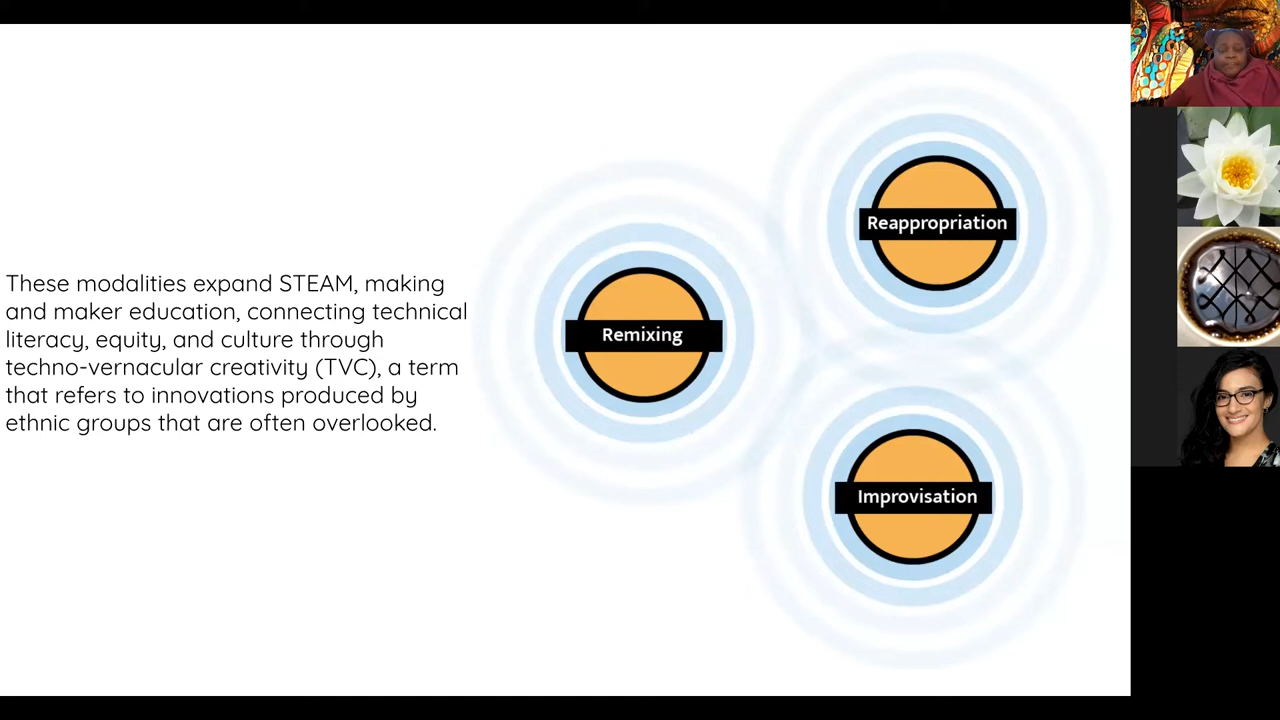 These modalities expand STEAM, making
and maker education, connecting technical
literacy, equity, and culture through
techno-vernacular creativity (TVC), a term
that refers to innovations produced by
ethnic groups that are often overlooked.
Remixing
Reappropriation
Improvisation